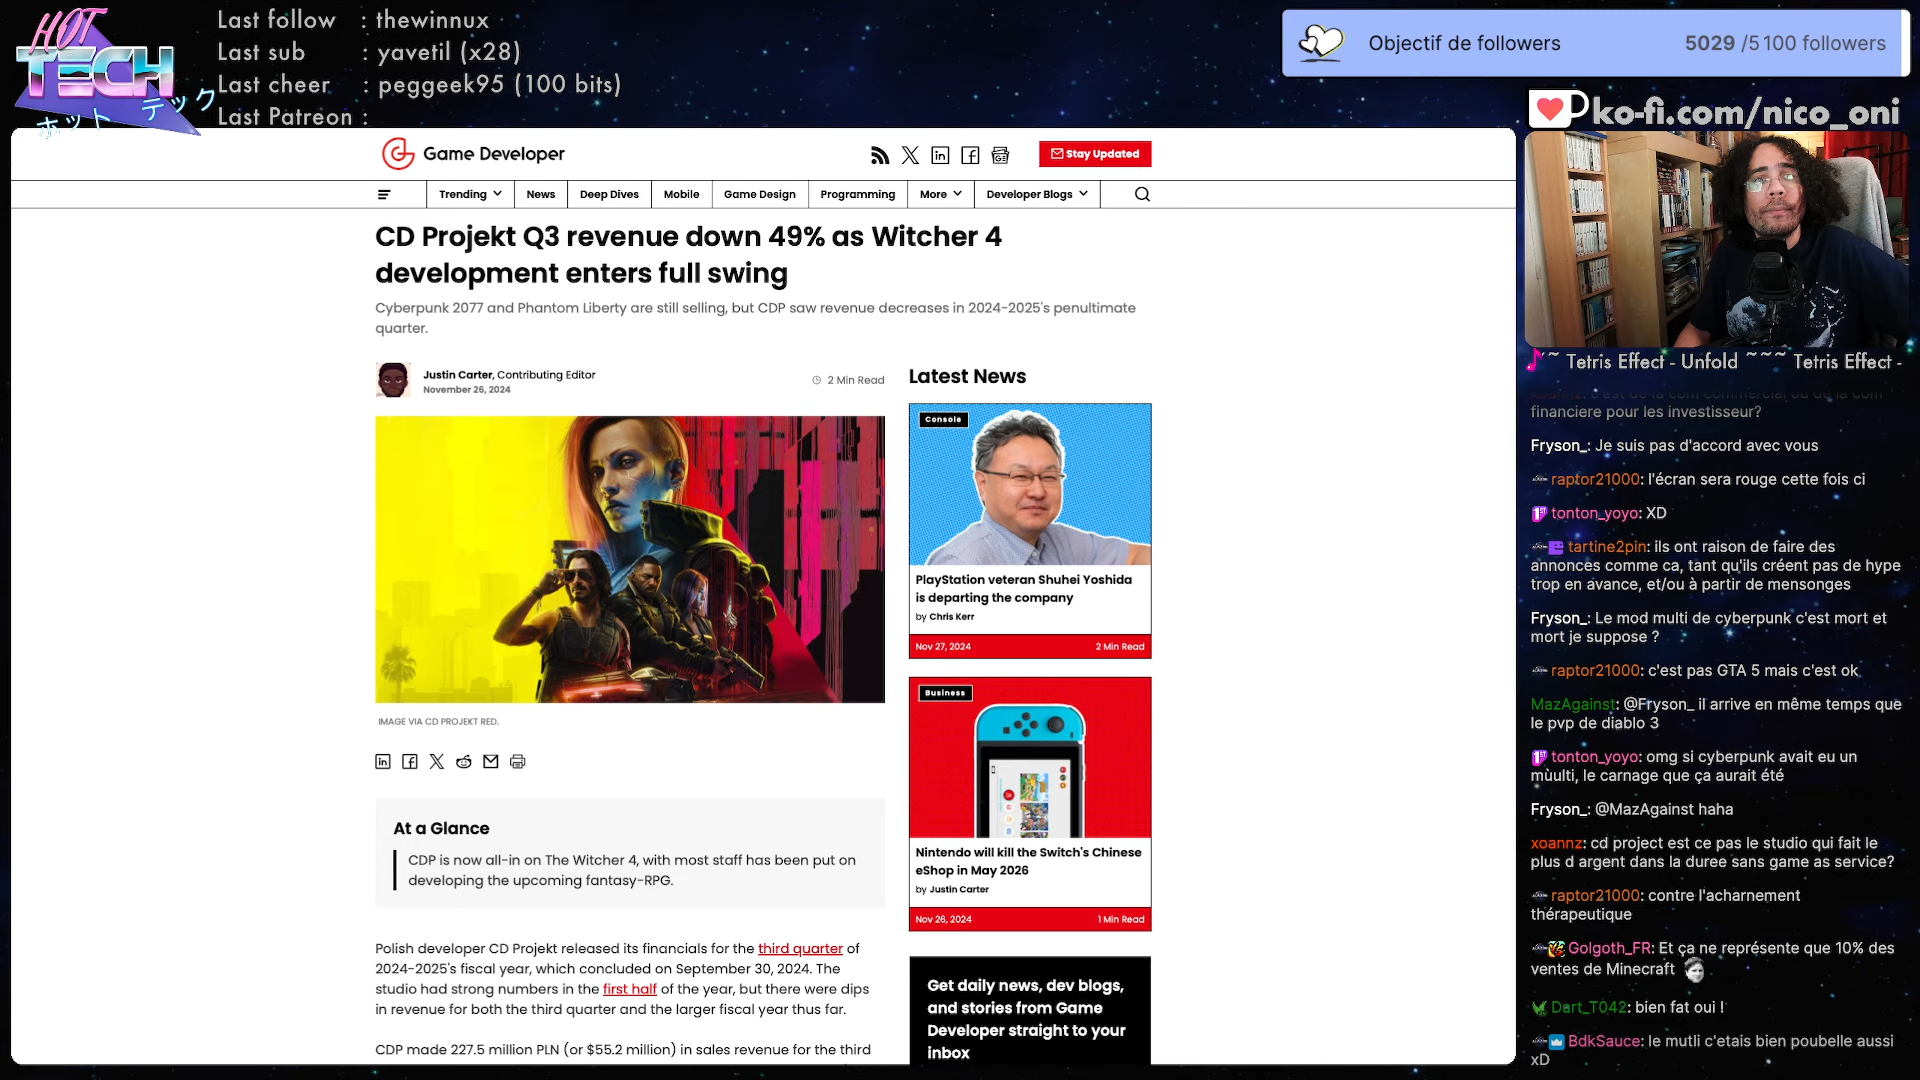 HOT
TECH
ホット テック
Last follow : thewinnux
Last sub : yavetil (x28)
Last cheer : peggeek95 (100 bits)
Last Patreon :
Objectif de followers 5029 /5 100 followers
ko-fi.com/nico_oni
Game Developer
Stay Updated
Trending News Deep Dives Mobile Game Design Programming More Developer Blogs
CD Projekt Q3 revenue down 49% as Witcher 4
development enters full swing
Cyberpunk 2077 and Phantom Liberty are still selling, but CDP saw revenue decreases in 2024-2025's penultimate
quarter.
Justin Carter, Contributing Editor
November 26, 2024
2 Min Read
IMAGE VIA CD PROJEKT RED.
At a Glance
CDP is now all-in on The Witcher 4, with most staff has been put on
developing the upcoming fantasy-RPG.
Polish developer CD Projekt released its financials for the third quarter of
2024-2025's fiscal year, which concluded on September 30, 2024. The
studio had strong numbers in the first half of the year, but there were dips
in revenue for both the third quarter and the larger fiscal year thus far.
CDP made 227.5 million PLN (or $55.2 million) in sales revenue for the third
Latest News
Console
PlayStation veteran Shuhei Yoshida
is departing the company
by Chris Kerr
Nov 27, 2024 2 Min Read
Business
Nintendo will kill the Switch's Chinese
eShop in May 2026
by Justin Carter
Nov 26, 2024 1 Min Read
Get daily news, dev blogs,
and stories from Game
Developer straight to your
inbox
~ Tetris Effect - Unfold ~~~ Tetris Effect -
financiere pour les investisseur?
Fryson_: Je suis pas d'accord avec vous
raptor21000: l'écran sera rouge cette fois ci
tonton_yoyo: XD
tartine2pin: ils ont raison de faire des
annonces comme ca, tant qu'ils créent pas de hype
trop en avance, et/ou à partir de mensonges
Fryson_: Le mod multi de cyberpunk c'est mort et
mort je suppose ?
raptor21000: c'est pas GTA 5 mais c'est ok
MazAgainst: @Fryson_ il arrive en même temps que
le pvp de diablo 3
tonton_yoyo: omg si cyberpunk avait eu un
mùulti, le carnage que ça aurait été
Fryson_: @MazAgainst haha
xoannz: cd project est ce pas le studio qui fait le
plus d argent dans la duree sans game as service?
raptor21000: contre l'acharnement
thérapeutique
Golgoth_FR: Et ça ne représente que 10% des
ventes de Minecraft
Dart_T042: bien fat oui !
BdkSauce: le mutli c'etais bien poubelle aussi
xD